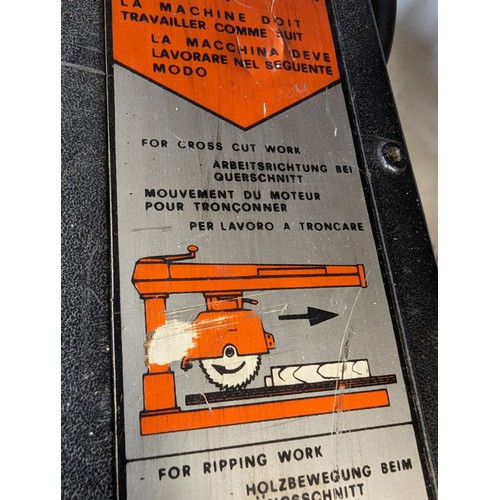 LA MACHINE DOIT
TRAVAILLER COMME SUIT
LA MACCHINA DEVE
LAVORARE NEL SEGUENTE
MODO
FOR CROSS CUT WORK
ARBEITSRICHTUNG BEI
QUERSCHNITT
MOUVEMENT DU MOTEUR
POUR TRONÇONNER
PER LAVORO A TRONCARE
FOR RIPPING WORK
HOLZBEWEGUNG BEIM